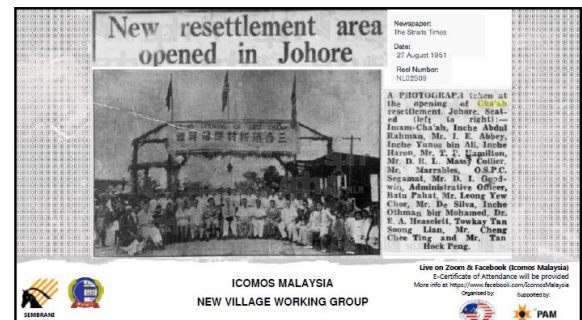 New resettlement area
opened in Johore
Newspaper:
The Straits Times
Date:
27 August 1951
Reel Number:
NL02509
A PHOTOGRAPH taken at
the opening of Cha'ah
resettlement, Johore. Seat-
ed (left to right):—
Imam-Cha'ah, Inche Abdul
Rahman, Mr. I. E. Abbey,
Inche Yunos bin Ali, Inche
Haron, Mr. T. P. Hamilton,
Mr. D. R. L. Massy Collier,
Mr. Marrables, O.S.P.C.
Segamat, Mr. D. I. Good-
win, Administrative Officer,
Batu Pahat, Mr. Leong Yew
Chor, Mr. De Silva, Inche
Othman bin Mohamed, Dr.
E. A. Heaselett, Towkay Tan
Soong Lian, Mr. Cheng
Chee Ting and Mr. Tan
Hock Peng.
ICOMOS MALAYSIA
NEW VILLAGE WORKING GROUP
Live on Zoom & Facebook (Icomos Malaysia)
E-Certificate of Attendance will be provided
More info at https://www.facebook.com/IcomosMalaysia
Organised by:
Supported by:
SEMBRANI
PAM